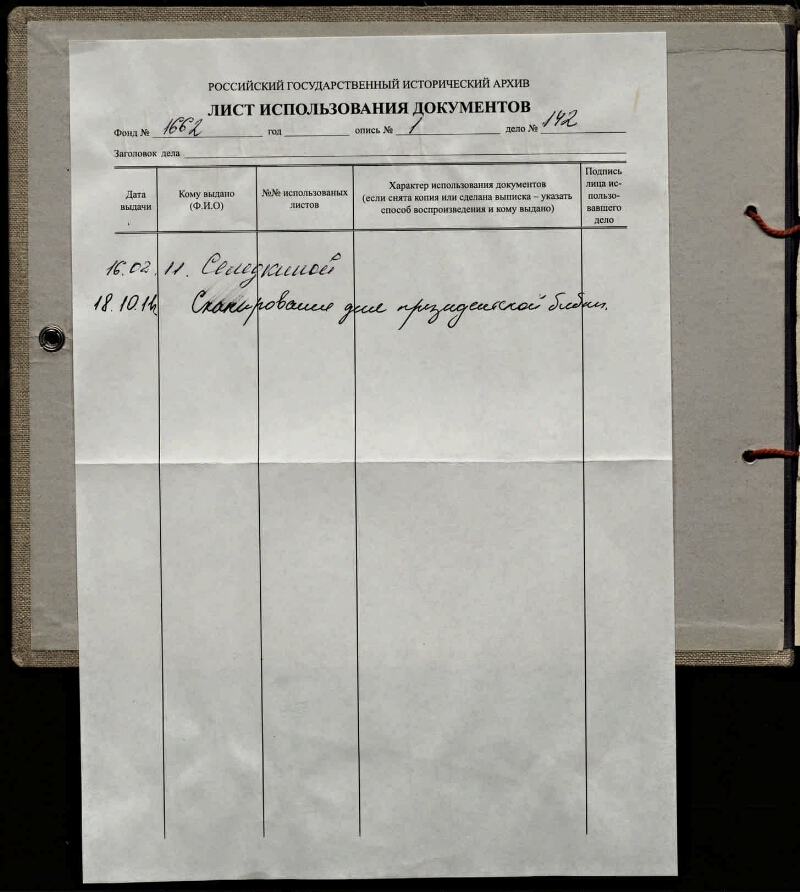 РОССИЙСКИЙ ГОСУДАРСТВЕННЫЙ ИСТОРИЧЕСКИЙ АРХИВ
ЛИСТ ИСПОЛЬЗОВАНИЯ ДОКУМЕНТОВ
Фонд № 1662 год опись № 1 дело № 142
Заголовок дела
Дата выдачи
Кому выдано (Ф.И.О)
№№ использованых листов
Характер использования документов
(если снята копия или сделана выписка – указать
способ воспроизведения и кому выдано)
Подпись
лица ис-
пользо-
вавшего
дело
16.02.11. Селедкиной
18.10.14 Сканирование для президентской библ.